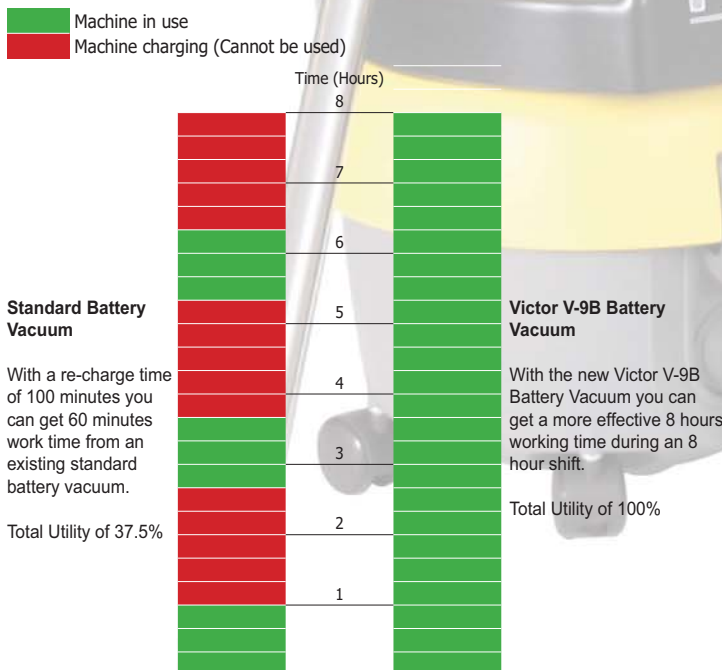 Machine in use
Machine charging (Cannot be used)
Time (Hours)
8
7
6
5
4
3
2
1
Standard Battery
Vacuum
With a re-charge time
of 100 minutes you
can get 60 minutes
work time from an
existing standard
battery vacuum.
Total Utility of 37.5%
Victor V-9B Battery
Vacuum
With the new Victor V-9B
Battery Vacuum you can
get a more effective 8 hours
working time during an 8
hour shift.
Total Utility of 100%